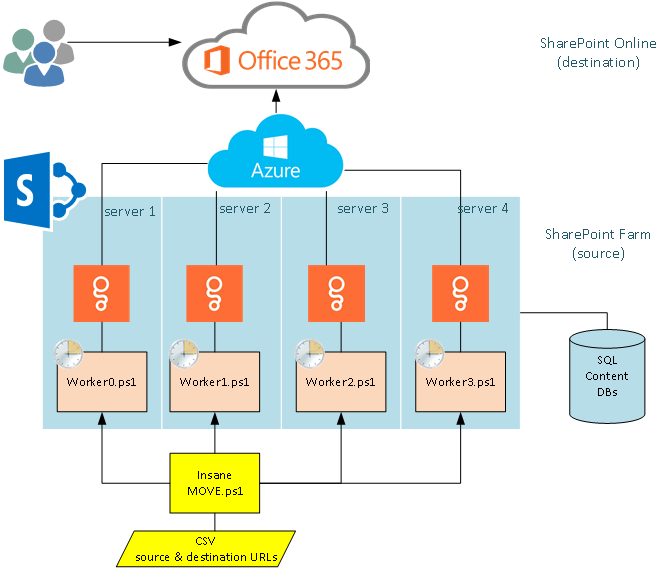 SharePoint Online
(destination)
Office 365
Azure
S
server 1
server 2
server 3
server 4
SharePoint Farm
(source)
Worker0.ps1
Worker1.ps1
Worker2.ps1
Worker3.ps1
SQL
Content
DBs
Insane
MOVE.ps1
CSV
source & destination URLs